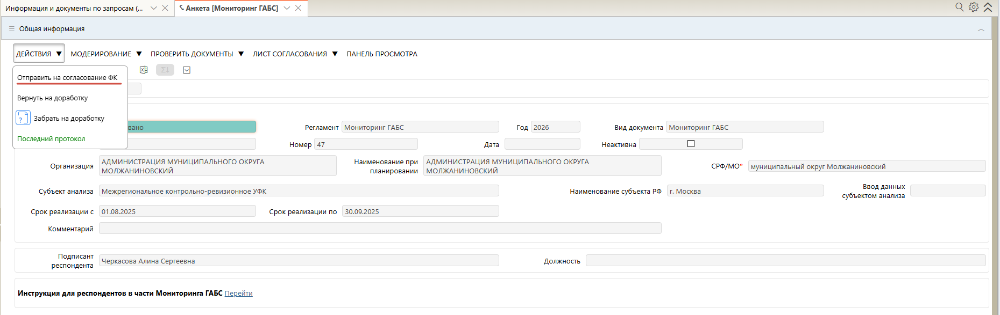 Информация и документы по запросам (...
Анкета [Мониторинг ГАБС]
Общая информация
ДЕЙСТВИЯ ▼ МОДЕРИРОВАНИЕ ▼ ПРОВЕРИТЬ ДОКУМЕНТЫ ▼ ЛИСТ СОГЛАСОВАНИЯ ▼ ПАНЕЛЬ ПРОСМОТРА
Отправить на согласование ФК
Вернуть на доработку
Забрать на доработку
Последний протокол
вано Регламент Мониторинг ГАБС Год 2026 Вид документа Мониторинг ГАБС
Номер 47 Дата Неактивна
Организация АДМИНИСТРАЦИЯ МУНИЦИПАЛЬНОГО ОКРУГА
МОЛЖАНИНОВСКИЙ
Наименование при
планировании
АДМИНИСТРАЦИЯ МУНИЦИПАЛЬНОГО ОКРУГА
МОЛЖАНИНОВСКИЙ
СРФ/МО* муниципальный округ Молжаниновский
Субъект анализа Межрегиональное контрольно-ревизионное УФК Наименование субъекта РФ г. Москва
Ввод данных
субъектом анализа
Срок реализации с 01.08.2025 Срок реализации по 30.09.2025
Комментарий
Подписант
респондента
Черкасова Алина Сергеевна Должность
Инструкция для респондентов в части Мониторинга ГАБС Перейти